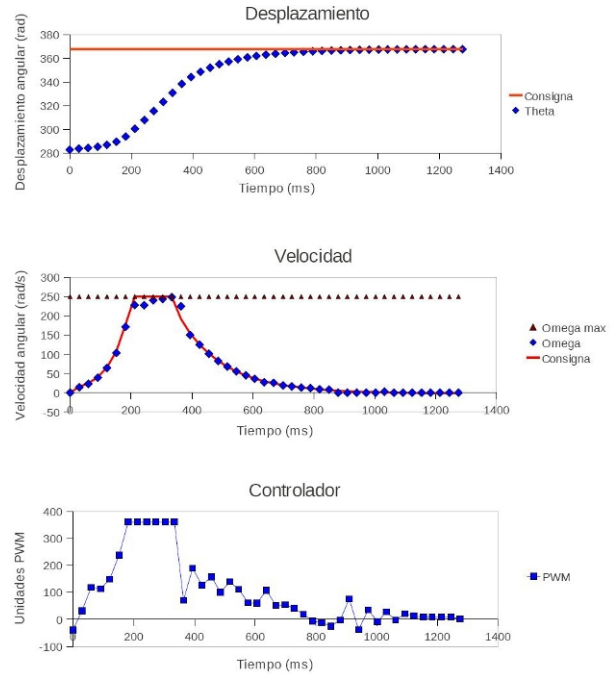 Desplazamiento
Desplazamiento angular (rad)
380
360
340
320
300
280
0 200 400 600 800 1000 1200 1400
Tiempo (ms)
Consigna
Theta
Velocidad
Velocidad angular (rad/s)
300
250
200
150
100
50
0
-50
0 200 400 600 800 1000 1200 1400
Tiempo (ms)
Omega max
Omega
Consigna
Controlador
Unidades PWM
400
300
200
100
0
-100
0 200 400 600 800 1000 1200 1400
Tiempo (ms)
PWM